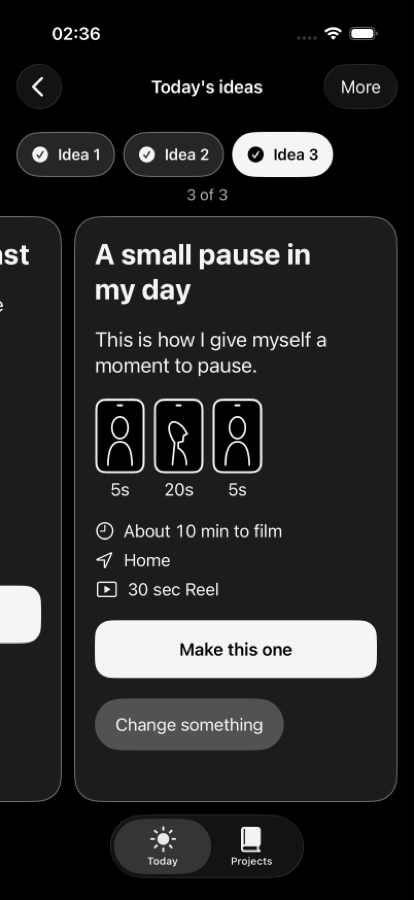 02:36
Today's ideas
More
Idea 1
Idea 2
Idea 3
3 of 3
ast
e
A small pause in
my day
This is how I give myself a
moment to pause.
5s
20s
5s
About 10 min to film
Home
30 sec Reel
Make this one
Change something
Today
Projects